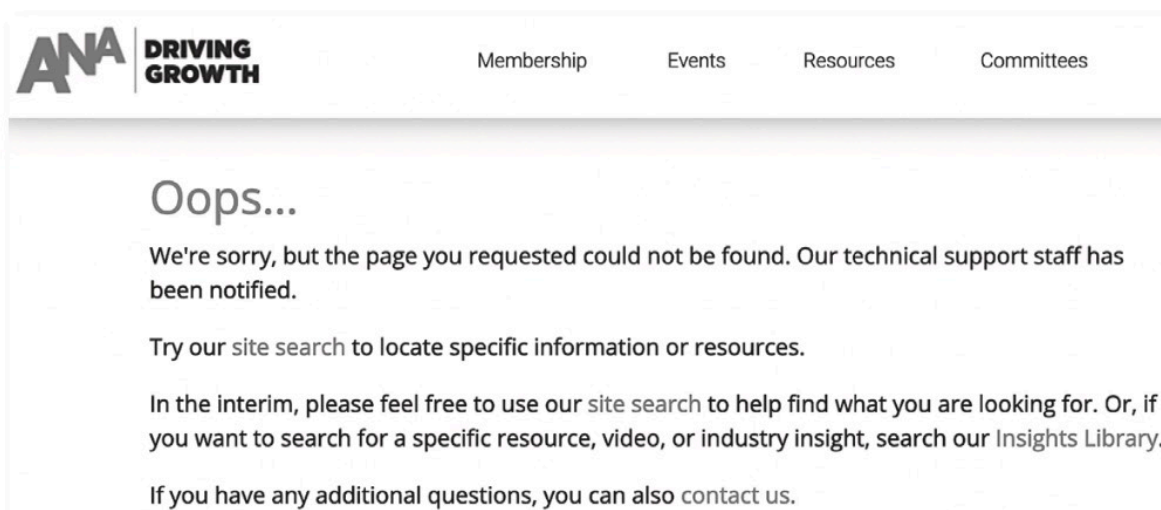 ANA DRIVING GROWTH
Membership Events Resources Committees
Oops...
We're sorry, but the page you requested could not be found. Our technical support staff has
been notified.
Try our site search to locate specific information or resources.
In the interim, please feel free to use our site search to help find what you are looking for. Or, if
you want to search for a specific resource, video, or industry insight, search our Insights Library.
If you have any additional questions, you can also contact us.